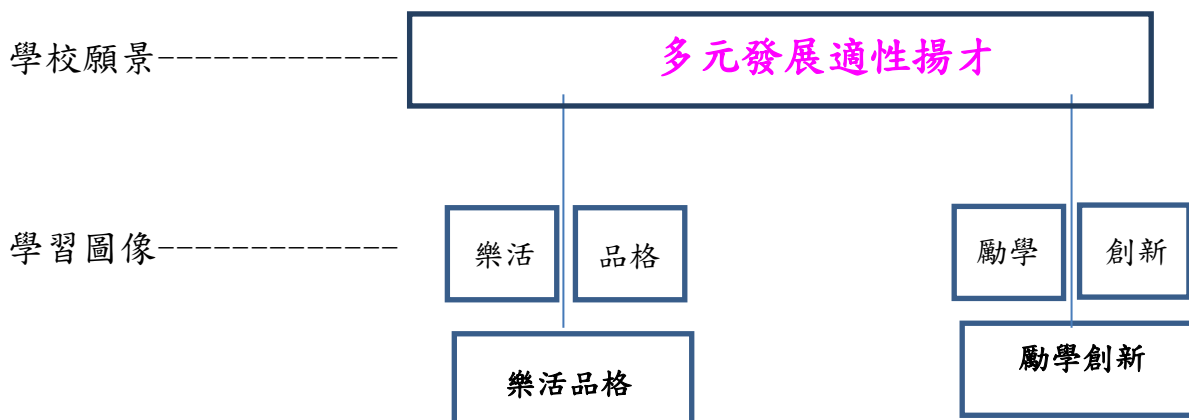 學校願景-------------
多元發展適性揚才
學習圖像-------------
樂活
品格
勵學
創新
樂活品格
勵學創新